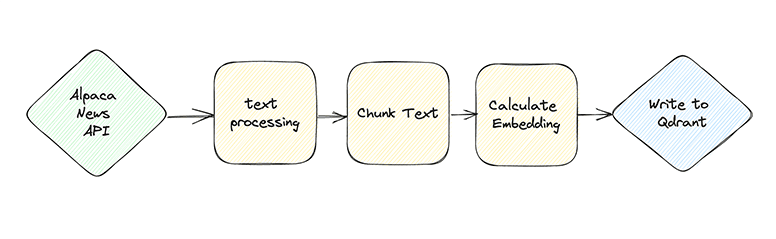 Alpaca
News
API
text
processing
Chunk Text
Calculate
Embedding
Write to
Qdrant